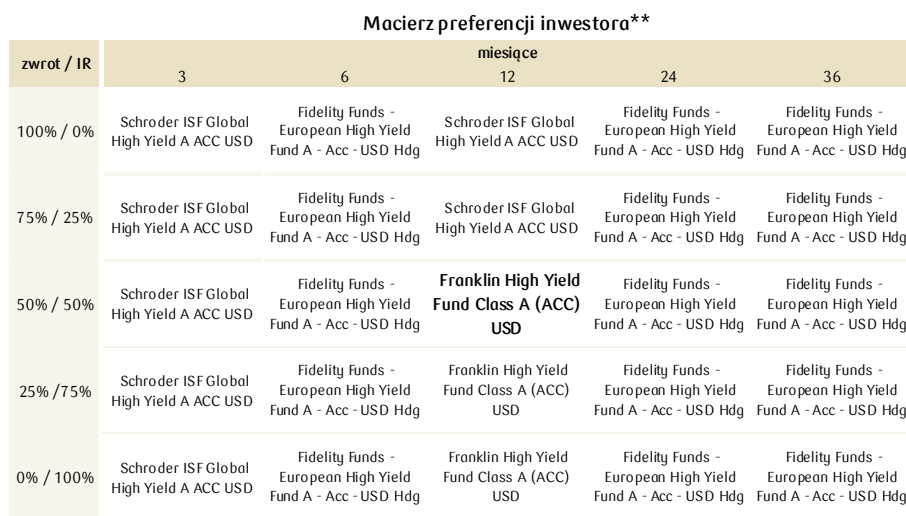 Macierz preferencji inwestora**
zwrot / IR
miesiące
3 6 12 24 36
100% / 0%
Schroder ISF Global
High Yield A ACC USD
Fidelity Funds -
European High Yield
Fund A - Acc - USD Hdg
Schroder ISF Global
High Yield A ACC USD
Fidelity Funds -
European High Yield
Fund A - Acc - USD Hdg
Fidelity Funds -
European High Yield
Fund A - Acc - USD Hdg
75% / 25%
Schroder ISF Global
High Yield A ACC USD
Fidelity Funds -
European High Yield
Fund A - Acc - USD Hdg
Schroder ISF Global
High Yield A ACC USD
Fidelity Funds -
European High Yield
Fund A - Acc - USD Hdg
Fidelity Funds -
European High Yield
Fund A - Acc - USD Hdg
50% / 50%
Schroder ISF Global
High Yield A ACC USD
Fidelity Funds -
European High Yield
Fund A - Acc - USD Hdg
Franklin High Yield
Fund Class A (ACC)
USD
Fidelity Funds -
European High Yield
Fund A - Acc - USD Hdg
Fidelity Funds -
European High Yield
Fund A - Acc - USD Hdg
25% /75%
Schroder ISF Global
High Yield A ACC USD
Fidelity Funds -
European High Yield
Fund A - Acc - USD Hdg
Franklin High Yield
Fund Class A (ACC)
USD
Fidelity Funds -
European High Yield
Fund A - Acc - USD Hdg
Fidelity Funds -
European High Yield
Fund A - Acc - USD Hdg
0% / 100%
Schroder ISF Global
High Yield A ACC USD
Fidelity Funds -
European High Yield
Fund A - Acc - USD Hdg
Franklin High Yield
Fund Class A (ACC)
USD
Fidelity Funds -
European High Yield
Fund A - Acc - USD Hdg
Fidelity Funds -
European High Yield
Fund A - Acc - USD Hdg